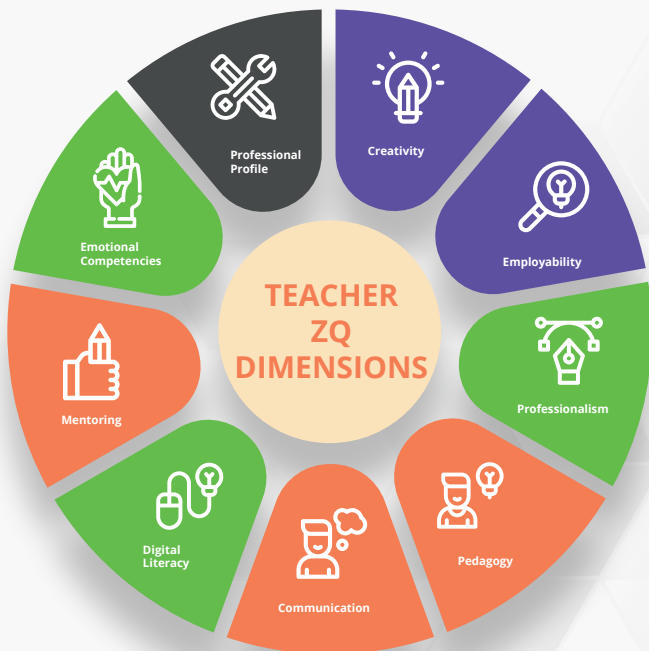 TEACHER
ZQ
DIMENSIONS
Creativity
Employability
Professionalism
Pedagogy
Communication
Digital
Literacy
Mentoring
Emotional
Competencies
Professional
Profile